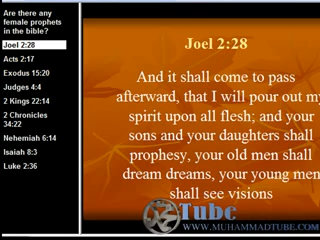 Are there any
female prophets
in the bible?
Joel 2:28
Acts 2:17
Exodus 15:20
Judges 4:4
2 Kings 22:14
2 Chronicles
34:22
Nehemiah 6:14
Isaiah 8:3
Luke 2:36
Joel 2:28
And it shall come to pass
afterward, that I will pour out my
spirit upon all flesh; and your
sons and your daughters shall
prophesy, your old men shall
dream dreams, your young men
shall see visions
Tube
WWW.MUHAMMADTUBE.COM